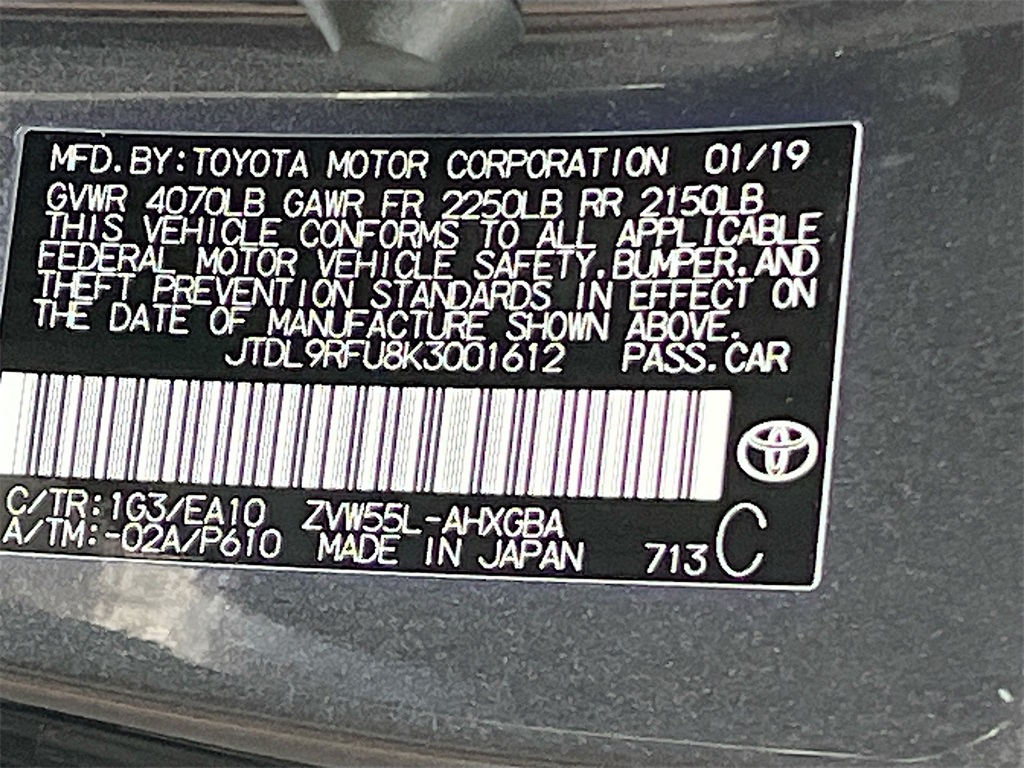 MFD. BY: TOYOTA MOTOR CORPORATION 01/19
GVWR 4070LB GAWR FR 2250LB RR 2150LB
THIS VEHICLE CONFORMS TO ALL APPLICABLE
FEDERAL MOTOR VEHICLE SAFETY, BUMPER, AND
THEFT PREVENTION STANDARDS IN EFFECT ON
THE DATE OF MANUFACTURE SHOWN ABOVE.
JTDL9RFU8K3001612 PASS. CAR
C/TR: 1G3/EA10 ZVW55L-AHXGBA
A/TM: -02A/P610 MADE IN JAPAN 713 C